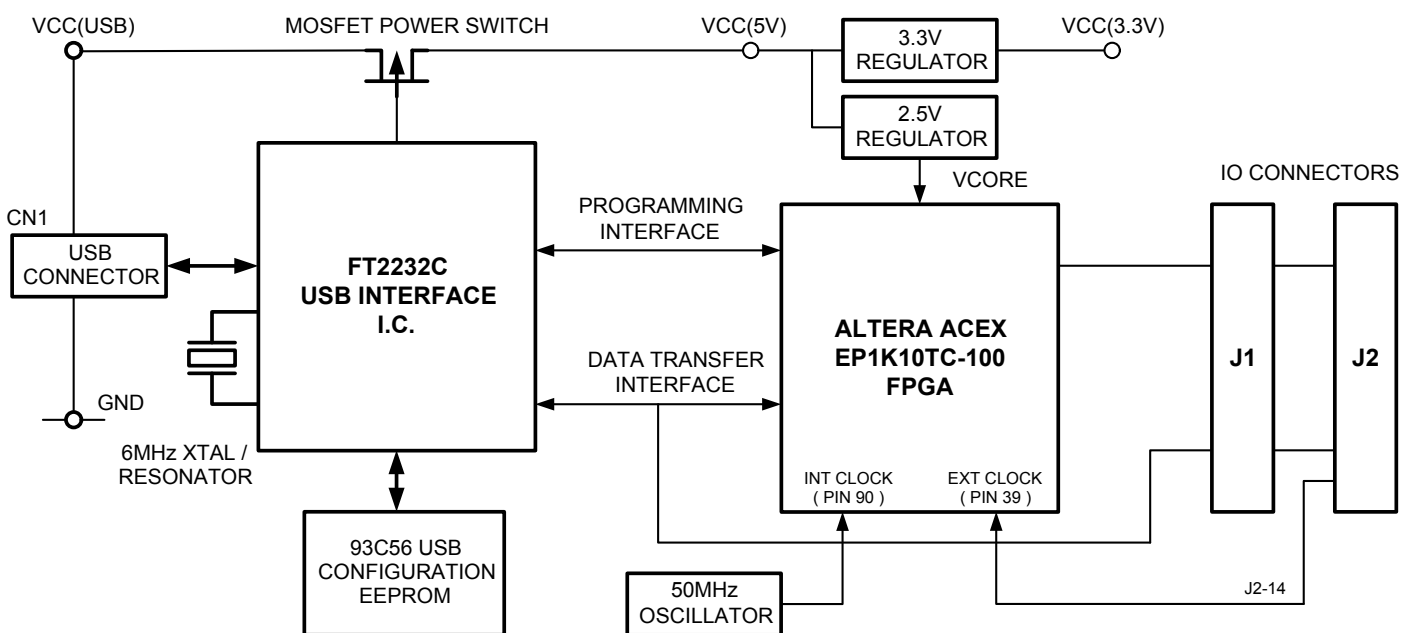 VCC(USB)
MOSFET POWER SWITCH
VCC(5V)
3.3V
REGULATOR
VCC(3.3V)
2.5V
REGULATOR
VCORE
IO CONNECTORS
CN1
USB
CONNECTOR
FT2232C
USB INTERFACE
I.C.
PROGRAMMING
INTERFACE
DATA TRANSFER
INTERFACE
ALTERA ACEX
EP1K10TC-100
FPGA
J1
J2
GND
6MHz XTAL /
RESONATOR
INT CLOCK
( PIN 90 )
EXT CLOCK
( PIN 39 )
93C56 USB
CONFIGURATION
EEPROM
50MHz
OSCILLATOR
J2-14